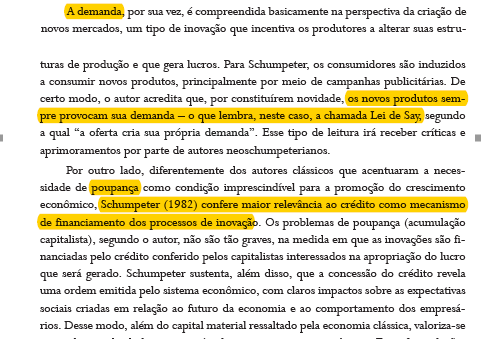 A demanda, por sua vez, é compreendida basicamente na perspectiva da criação de
novos mercados, um tipo de inovação que incentiva os produtores a alterar suas estru-
turas de produção e que gera lucros. Para Schumpeter, os consumidores são induzidos
a consumir novos produtos, principalmente por meio de campanhas publicitárias. De
certo modo, o autor acredita que, por constituírem novidade, os novos produtos sem-
pre provocam sua demanda – o que lembra, neste caso, a chamada Lei de Say, segundo
a qual “a oferta cria sua própria demanda”. Esse tipo de leitura irá receber críticas e
aprimoramentos por parte de autores neoschumpeterianos.
Por outro lado, diferentemente dos autores clássicos que acentuaram a neces-
sidade de poupança como condição imprescindível para a promoção do crescimento
econômico, Schumpeter (1982) confere maior relevância ao crédito como mecanismo
de financiamento dos processos de inovação. Os problemas de poupança (acumulação
capitalista), segundo o autor, não são tão graves, na medida em que as inovações são fi-
nanciadas pelo crédito conferido pelos capitalistas interessados na apropriação do lucro
que será gerado. Schumpeter sustenta, além disso, que a concessão do crédito revela
uma ordem emitida pelo sistema econômico, com claros impactos sobre as expectativas
sociais criadas em relação ao futuro da economia e ao comportamento dos empresá-
rios. Desse modo, além do capital material ressaltado pela economia clássica, valoriza-se